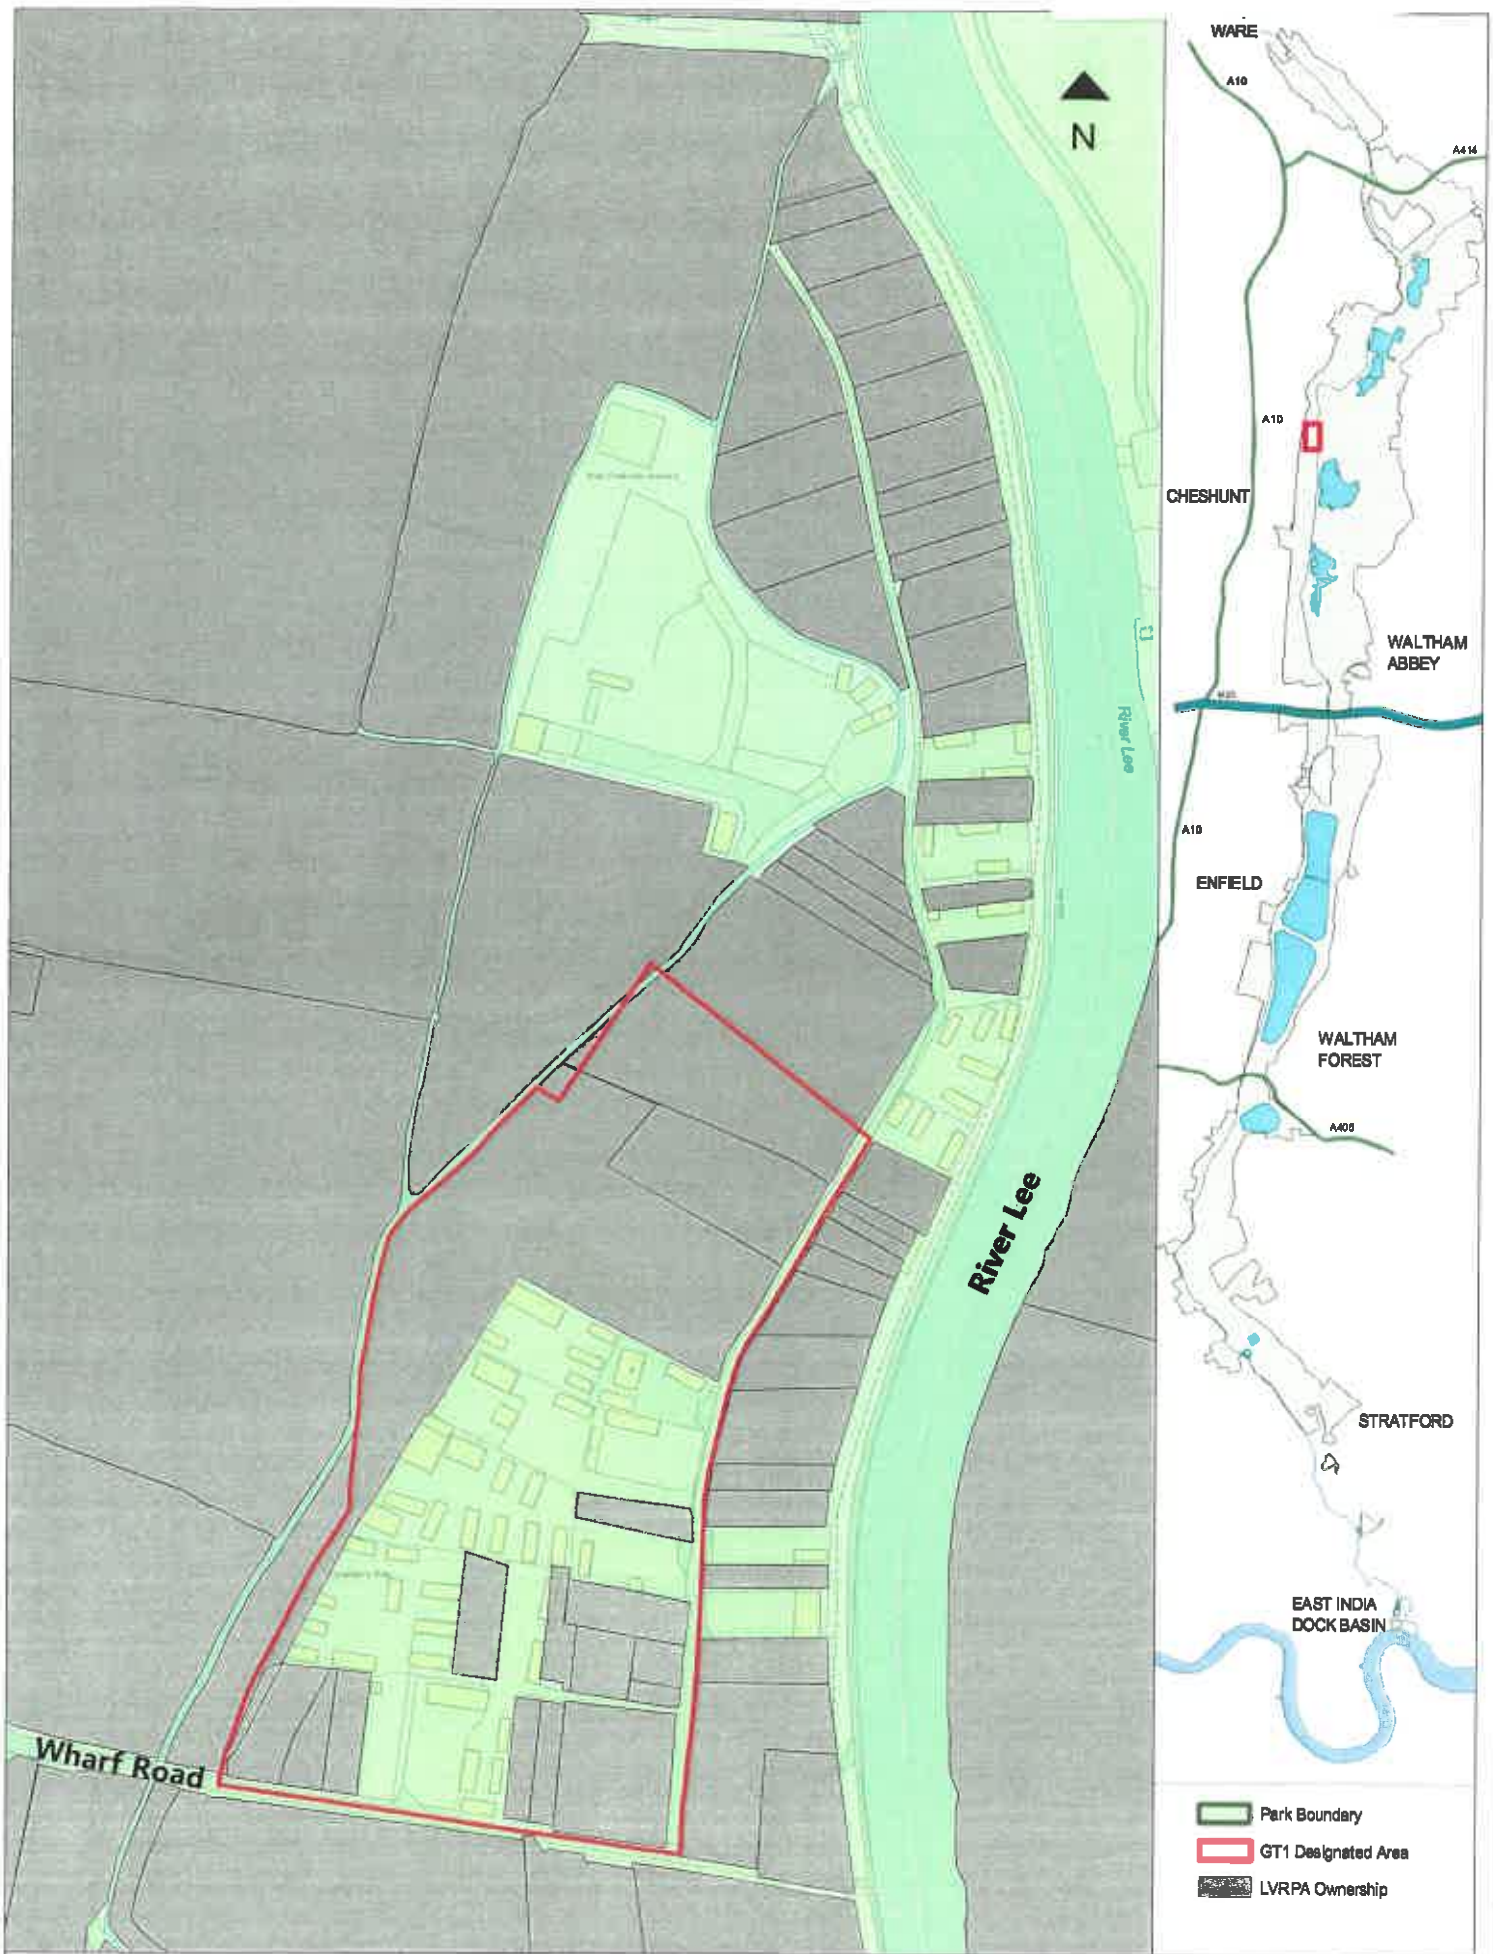 N
River Lee
River Lee
Wharf Road
WARE
A10
A414
A10
CHESHUNT
WALTHAM
ABBEY
A10
ENFIELD
WALTHAM
FOREST
A406
STRATFORD
EAST INDIA
DOCK BASIN
Park Boundary
GT1 Designated Area
LVRPA Ownership